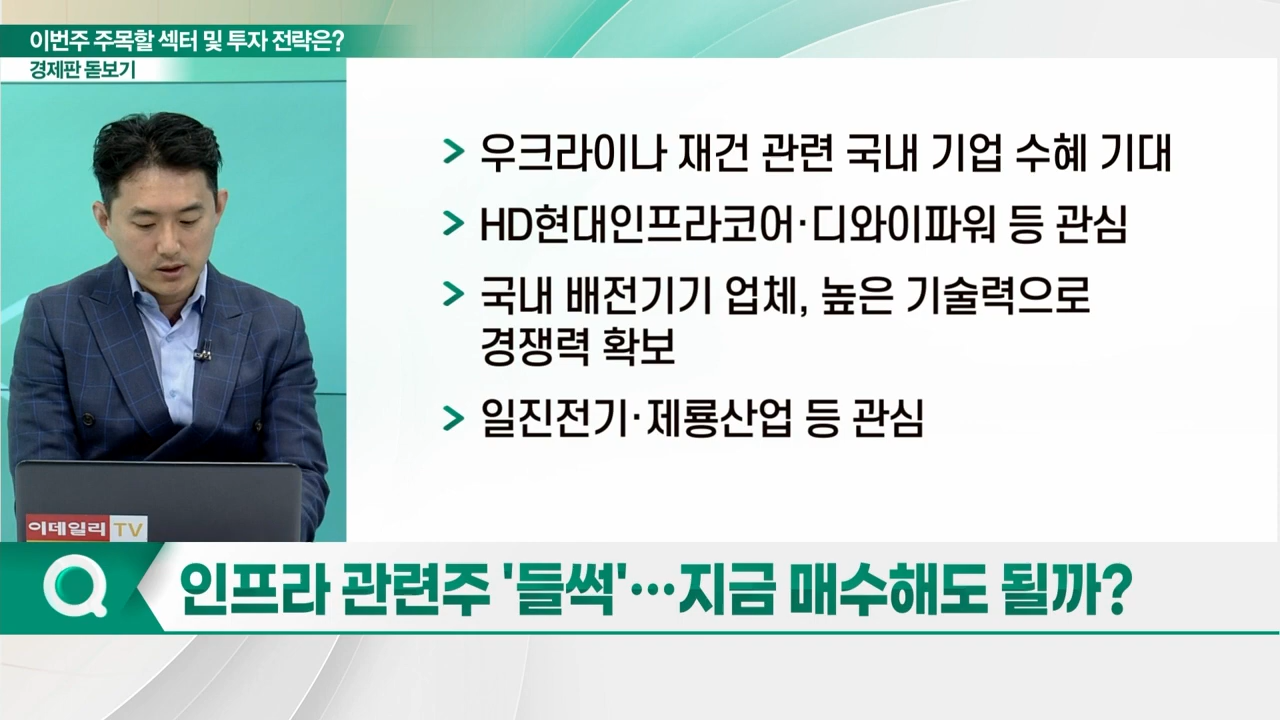 이번주 주목할 섹터 및 투자 전략은?
경제판 돋보기
> 우크라이나 재건 관련 국내 기업 수혜 기대
> HD현대인프라코어·디와이파워 등 관심
> 국내 배전기기 업체, 높은 기술력으로
경쟁력 확보
> 일진전기·제룡산업 등 관심
이데일리 TV
Q 인프라 관련주 '들썩'…지금 매수해도 될까?